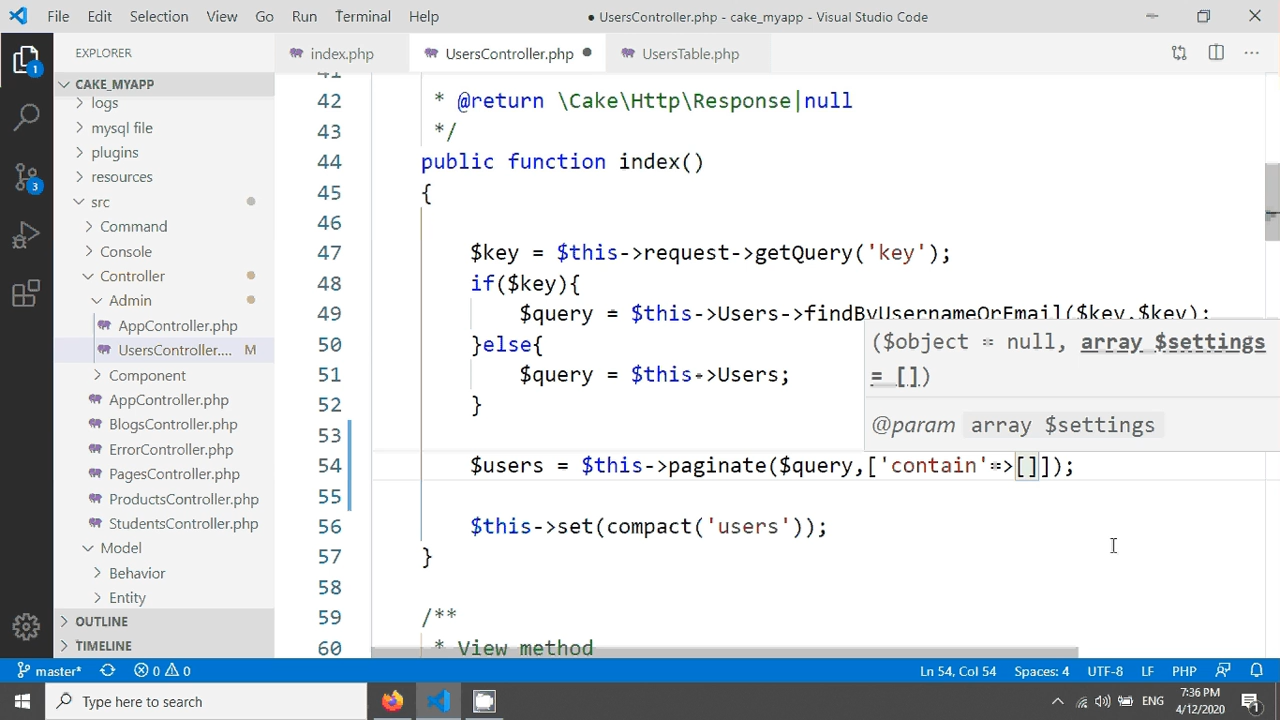 File Edit Selection View Go Run Terminal Help ● UsersController.php - cake_myapp - Visual Studio Code
EXPLORER
index.php UsersController.php ● UsersTable.php ...
1
CAKE_MYAPP
logs
mysql file
plugins
resources
3
src
Command
Console
Controller
Admin
AppController.php
UsersController.... M
Component
AppController.php
BlogsController.php
ErrorController.php
PagesController.php
ProductsController.php
StudentsController.php
Model
Behavior
Entity
OUTLINE
TIMELINE
41
42 * @return \Cake\Http\Response|null
43 */
44 public function index()
45 {
46
47 $key = $this->request->getQuery('key');
48 if($key){
49 $query = $this->Users->findByUsernameOrEmail($key,$key);
50 }else{
51 $query = $this->Users;
52 }
53
54 $users = $this->paginate($query,['contain'=>[]]);
55
56 $this->set(compact('users'));
57 }
58
59 /**
60 * View method
($object = null, array $settings
= [])
@param array $settings
master* 0 0 Ln 54, Col 54 Spaces: 4 UTF-8 LF PHP
Type here to search
ENG
7:36 PM
4/12/2020
1